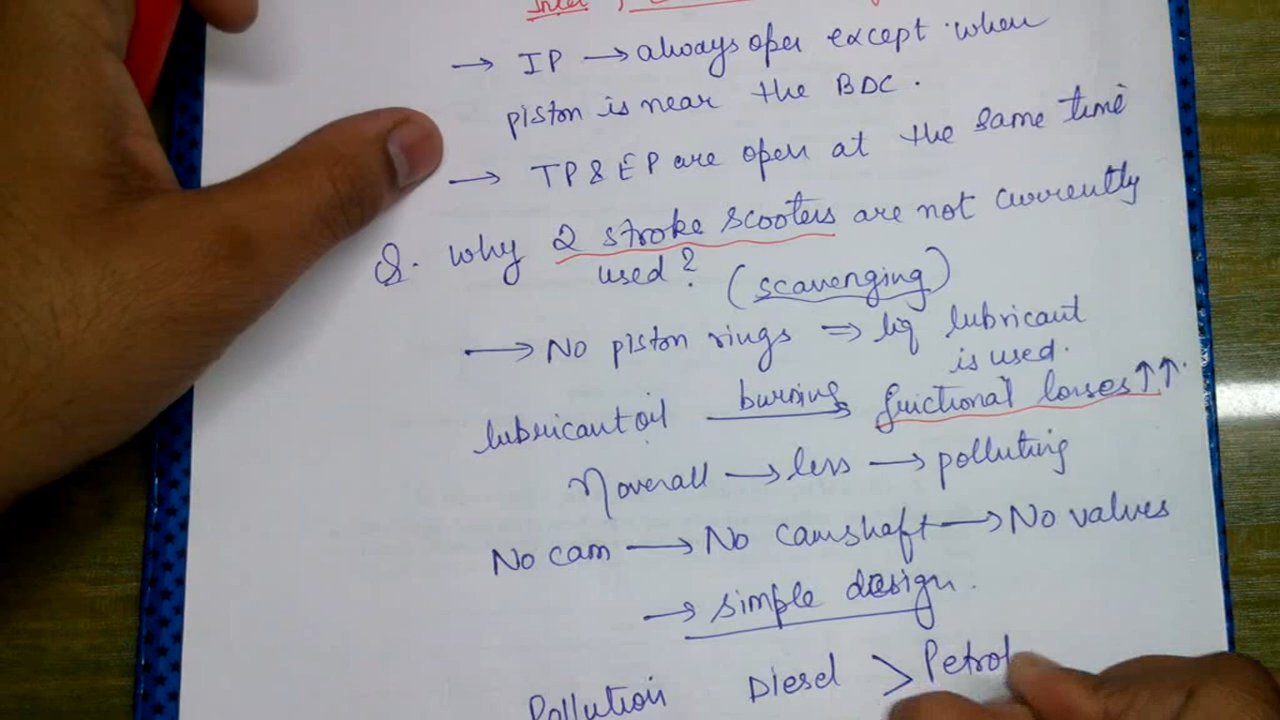 → IP → always open except when
piston is near the BDC.
→ TP & EP are open at the same time
Q. Why 2 stroke scooters are not currently
used? (scavenging)
→ No piston rings ⇒ liq lubricant
is used.
lubricant oil burning → frictional losses ↑↑.
η overall → less → polluting
No cam → No camshaft → No valves
→ simple design.
Pollution Diesel > Petrol